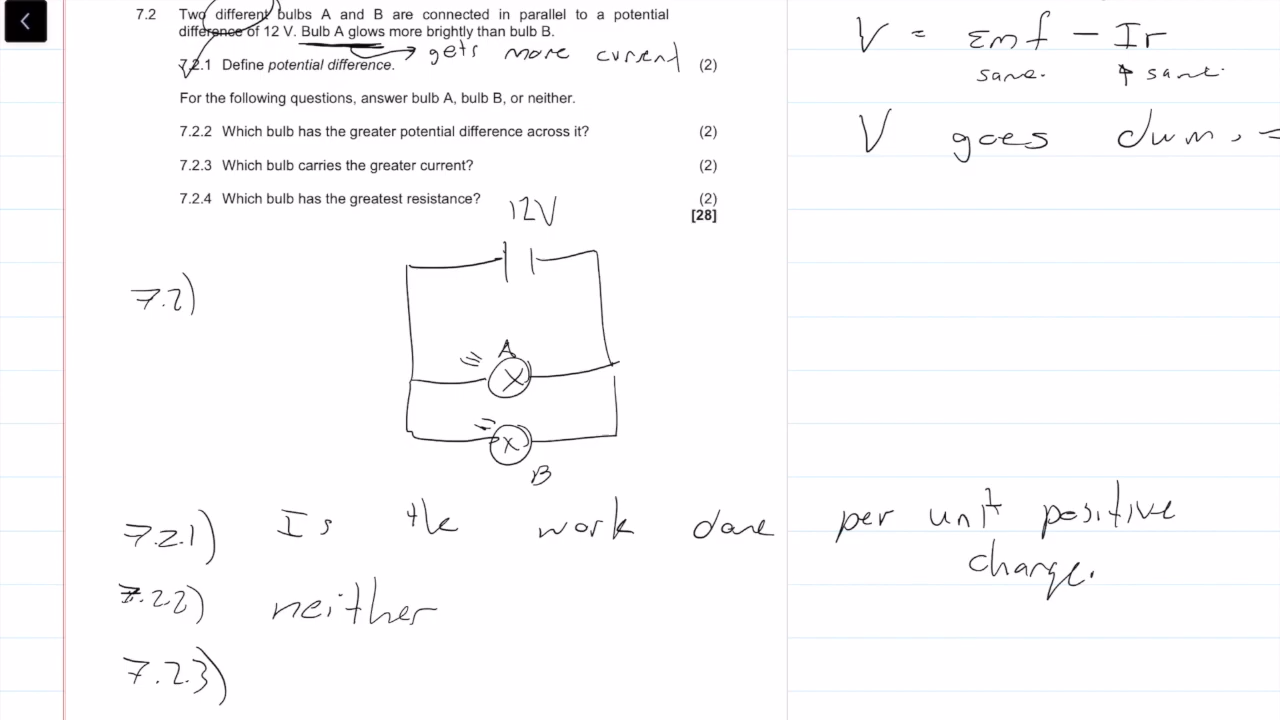 7.2 Two different bulbs A and B are connected in parallel to a potential
difference of 12 V. Bulb A glows more brightly than bulb B.
gets more current
7.2.1 Define potential difference. (2)
For the following questions, answer bulb A, bulb B, or neither.
7.2.2 Which bulb has the greater potential difference across it? (2)
7.2.3 Which bulb carries the greater current? (2)
7.2.4 Which bulb has the greatest resistance? (2)
[28]
V = Emf - Ir
same. same.
V goes down,
12V
7.2)
A
X
X
B
7.2.1) Is the work done per unit positive
charge.
7.2.2) neither
7.2.3)